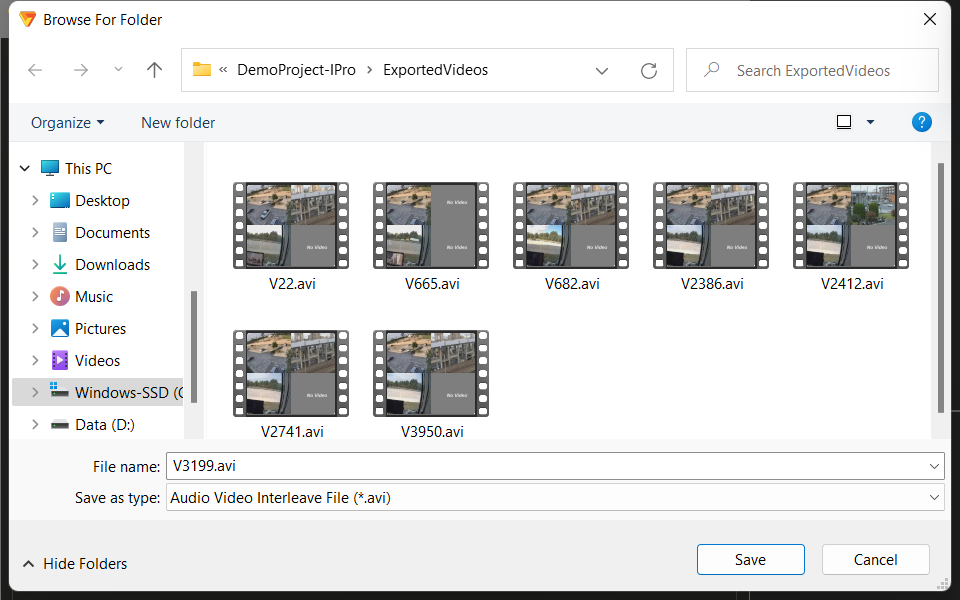 Browse For Folder
« DemoProject-IPro › ExportedVideos
Search ExportedVideos
Organize
New folder
?
This PC
Desktop
Documents
Downloads
Music
Pictures
Videos
Windows-SSD (C
Data (D:)
No Video
No Video
No Video
No Video
No Video
No Video
V22.avi
V665.avi
V682.avi
V2386.avi
V2412.avi
No Video
No Video
V2741.avi
V3950.avi
File name: V3199.avi
Save as type: Audio Video Interleave File (*.avi)
Hide Folders
Save
Cancel